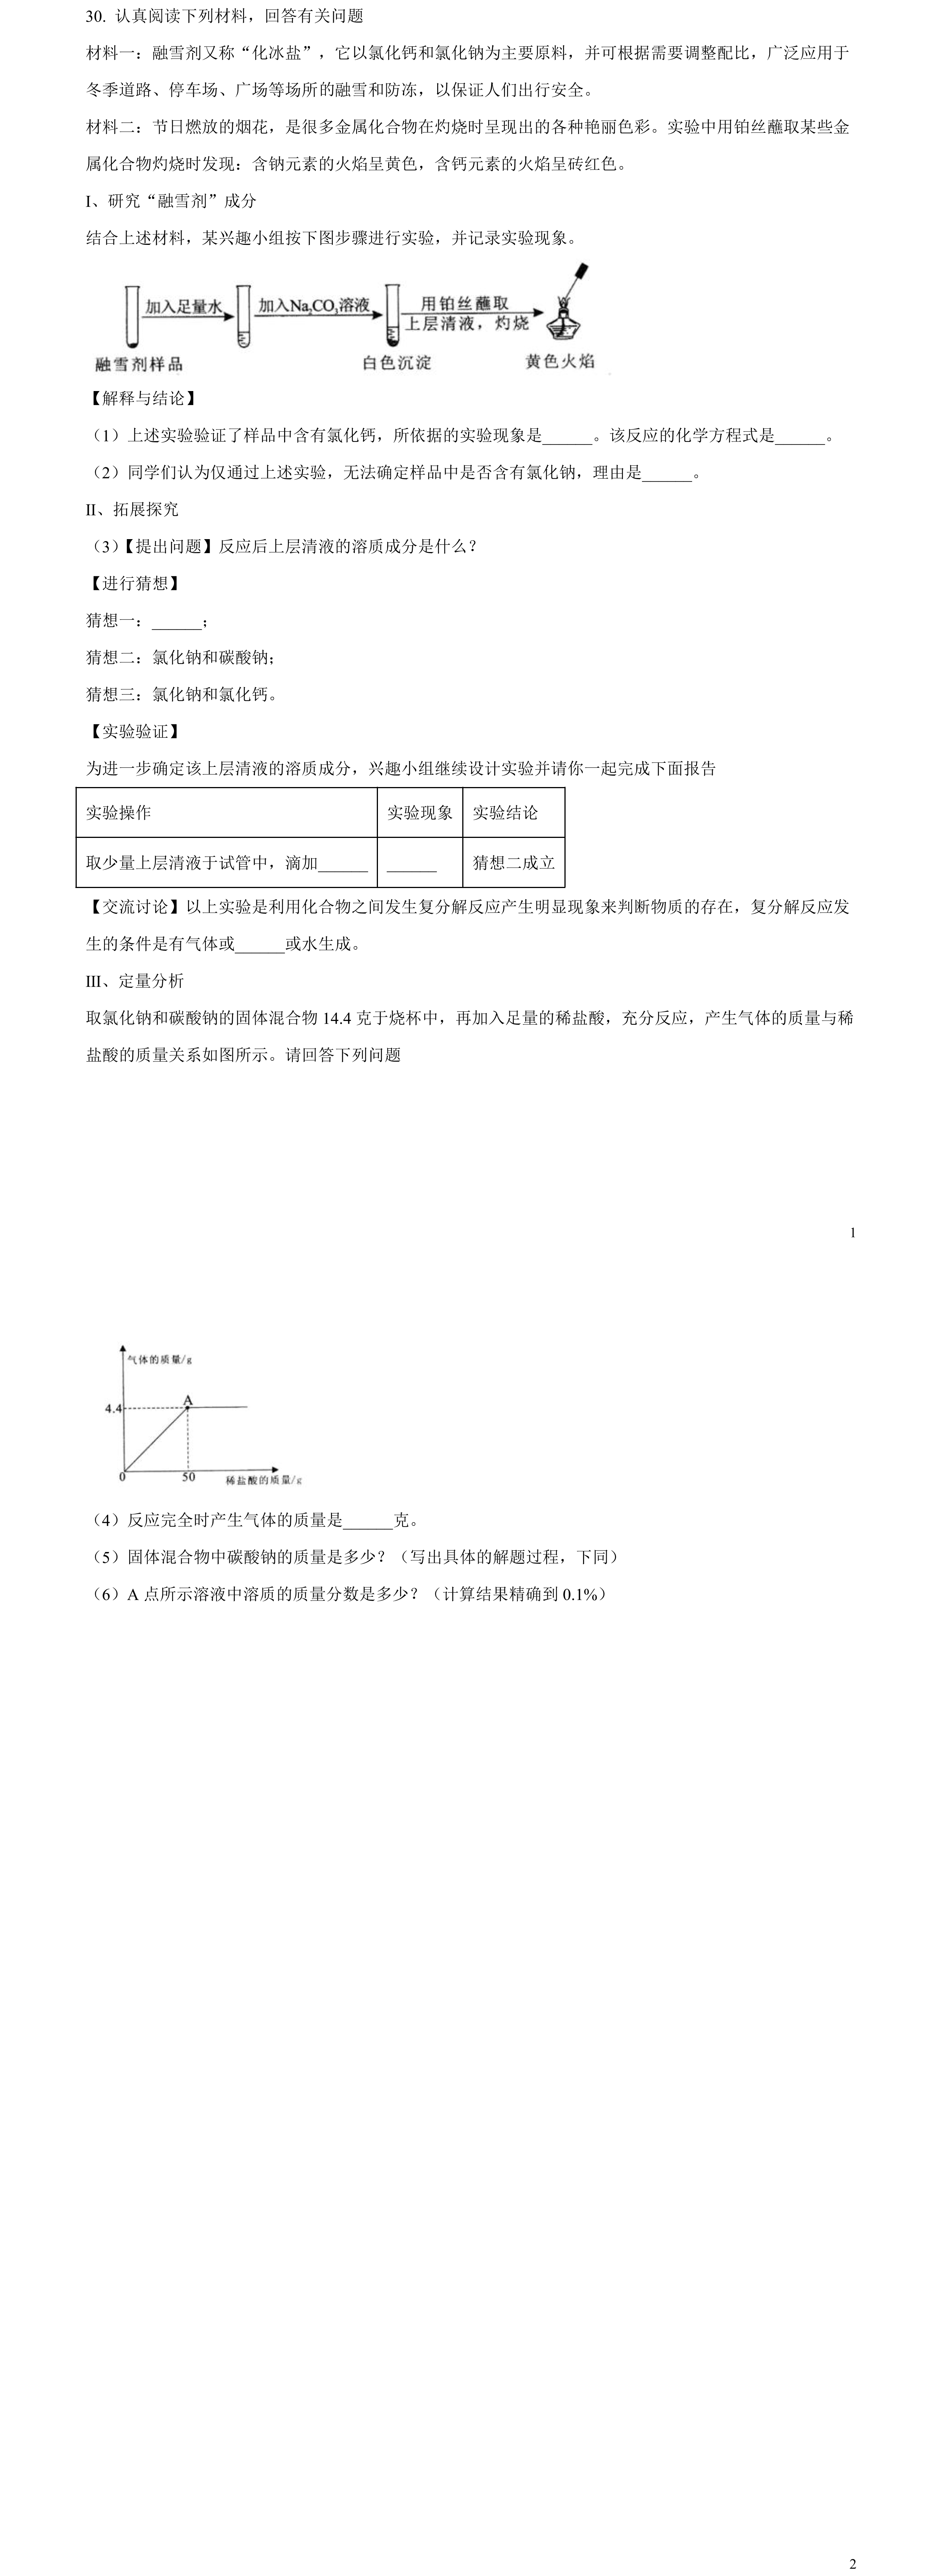 30. 认真阅读下列材料，回答有关问题
材料一：融雪剂又称“化冰盐”，它以氯化钙和氯化钠为主要原料，并可根据需要调整配比，广泛应用于
冬季道路、停车场、广场等场所的融雪和防冻，以保证人们出行安全。
材料二：节日燃放的烟花，是很多金属化合物在灼烧时呈现出的各种艳丽色彩。实验中用铂丝蘸取某些金
属化合物灼烧时发现：含钠元素的火焰呈黄色，含钙元素的火焰呈砖红色。
I、研究“融雪剂”成分
结合上述材料，某兴趣小组按下图步骤进行实验，并记录实验现象。
加入足量水 加入Na₂CO₃溶液 用铂丝蘸取
上层清液，灼烧
融雪剂样品 白色沉淀 黄色火焰
【解释与结论】
（1）上述实验验证了样品中含有氯化钙，所依据的实验现象是______。该反应的化学方程式是______。
（2）同学们认为仅通过上述实验，无法确定样品中是否含有氯化钠，理由是______。
II、拓展探究
（3）【提出问题】反应后上层清液的溶质成分是什么？
【进行猜想】
猜想一：______；
猜想二：氯化钠和碳酸钠；
猜想三：氯化钠和氯化钙。
【实验验证】
为进一步确定该上层清液的溶质成分，兴趣小组继续设计实验并请你一起完成下面报告
实验操作 实验现象 实验结论
取少量上层清液于试管中，滴加______ ______ 猜想二成立
【交流讨论】以上实验是利用化合物之间发生复分解反应产生明显现象来判断物质的存在，复分解反应发
生的条件是有气体或______或水生成。
III、定量分析
取氯化钠和碳酸钠的固体混合物 14.4 克于烧杯中，再加入足量的稀盐酸，充分反应，产生气体的质量与稀
盐酸的质量关系如图所示。请回答下列问题
1
气体的质量/g
4.4 A
0 50 稀盐酸的质量/g
（4）反应完全时产生气体的质量是______克。
（5）固体混合物中碳酸钠的质量是多少？（写出具体的解题过程，下同）
（6）A 点所示溶液中溶质的质量分数是多少？（计算结果精确到 0.1%）
2